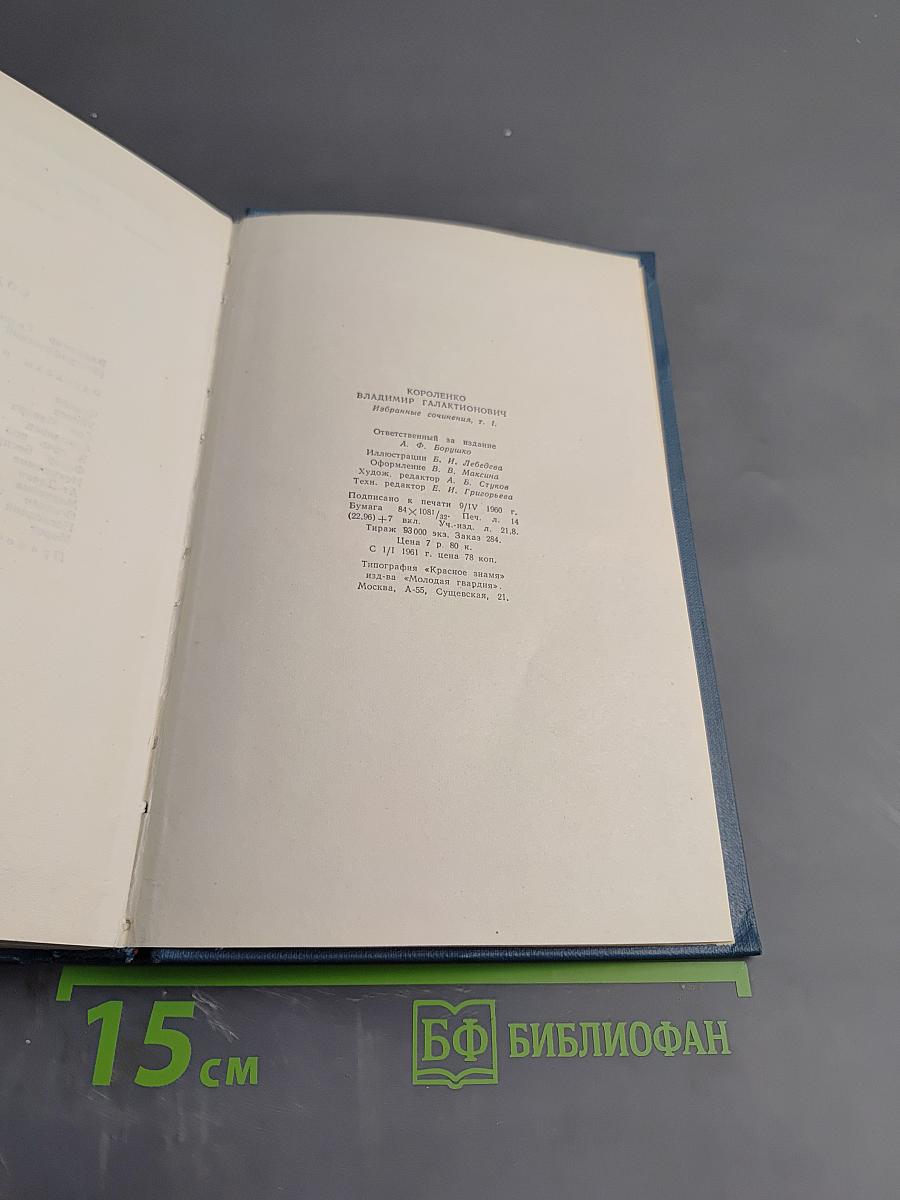 КОРОЛЕНКО
ВЛАДИМИР ГАЛАКТИОНОВИЧ
Избранные сочинения, т. I.
Ответственный за издание
А. Ф. Борушко
Иллюстрации Б. И. Лебедева
Оформление В. В. Максина
Худож. редактор А. Б. Стуков
Техн. редактор Е. И. Григорьева
Подписано к печати 9/IV 1960 г.
Бумага 84×108 1/32. Печ. л. 14
(22,96)+7 вкл. Уч.-изд. л. 21,8.
Тираж 93 000 экз. Заказ 284.
Цена 7 р. 80 к.
С 1/I 1961 г. цена 78 коп.
Типография «Красное знамя»
изд-ва «Молодая гвардия».
Москва, А-55, Сущевская, 21.
15 см
БФ БИБЛИОФАН